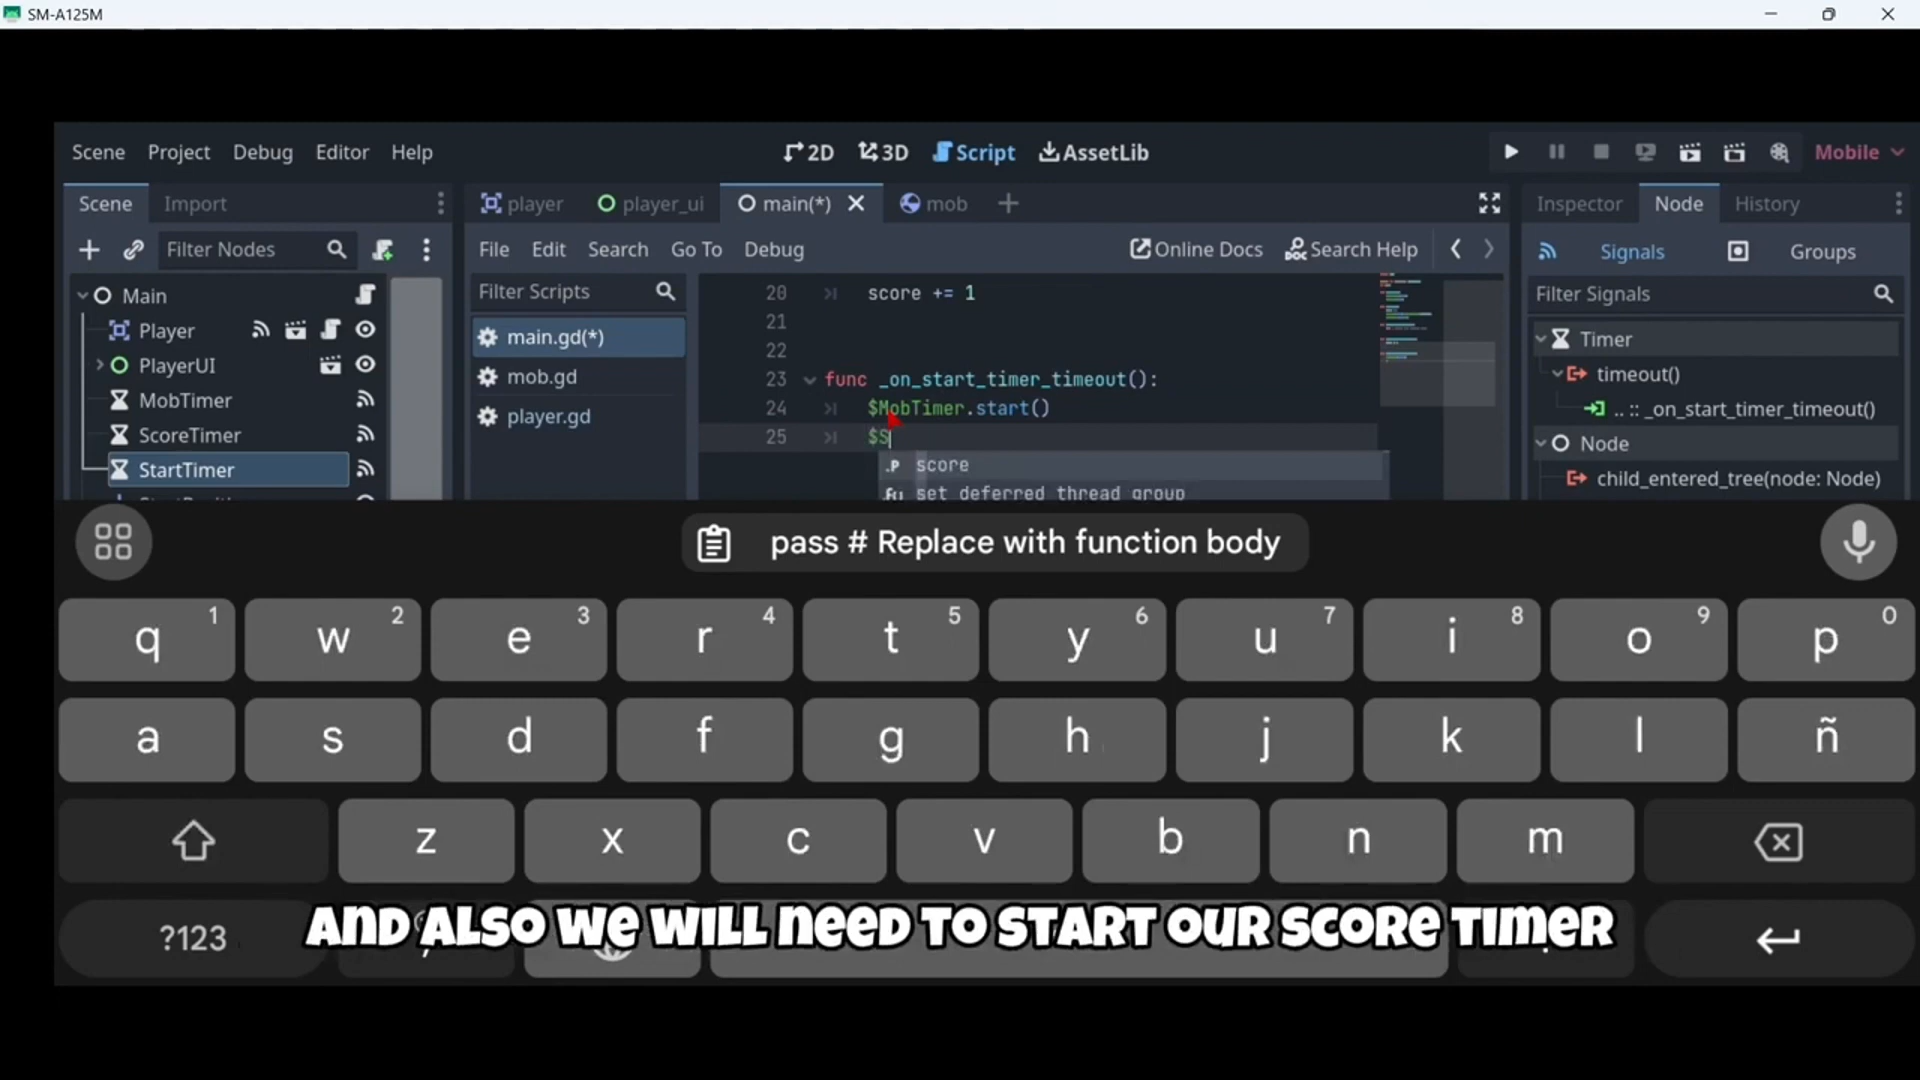 SM-A125M
Scene Project Debug Editor Help 2D 3D Script AssetLib Mobile
Scene Import player player_ui main(*) mob Inspector Node History
Filter Nodes File Edit Search Go To Debug Online Docs Search Help Signals Groups
Main Filter Scripts 20 score += 1 Filter Signals
Player main.gd(*) 21 Timer
PlayerUI mob.gd 22 timeout()
MobTimer player.gd 23 func _on_start_timer_timeout(): .. :: _on_start_timer_timeout()
ScoreTimer 24 $MobTimer.start() Node
StartTimer 25 $S child_entered_tree(node: Node)
score
set deferred thread group
pass # Replace with function body
q 1 w 2 e 3 r 4 t 5 y 6 u 7 i 8 o 9 p 0
a s d f g h j k l ñ
z x c v b n m
?123
AND ALSO WE WILL NEED TO START OUR SCORE TIMER